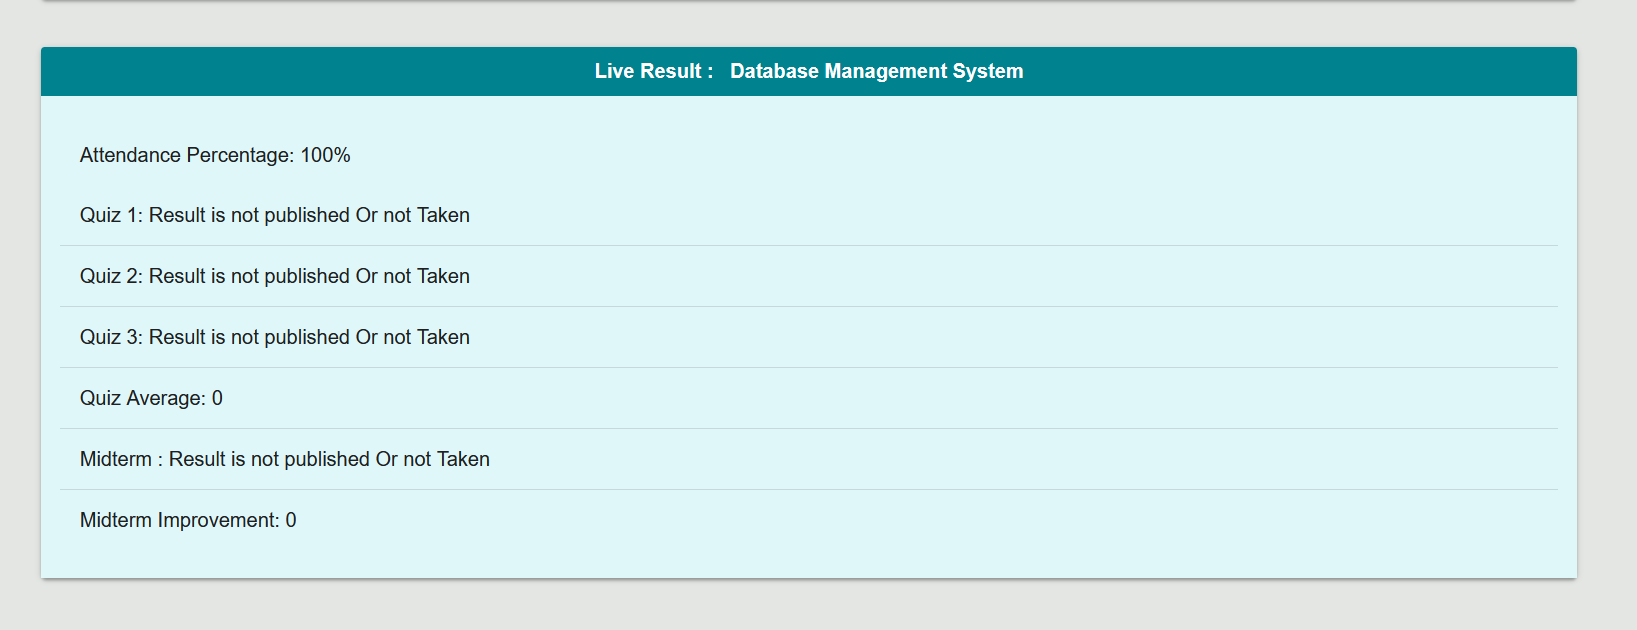 Live Result : Database Management System
Attendance Percentage: 100%
Quiz 1: Result is not published Or not Taken
Quiz 2: Result is not published Or not Taken
Quiz 3: Result is not published Or not Taken
Quiz Average: 0
Midterm : Result is not published Or not Taken
Midterm Improvement: 0